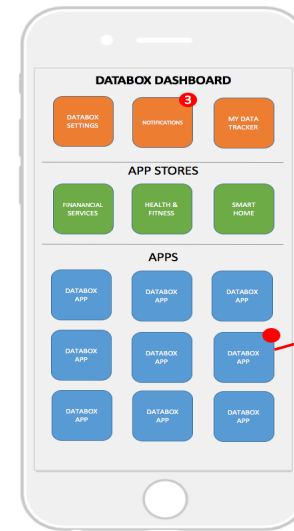 DATABOX DASHBOARD
DATABOX
SETTINGS
NOTIFICATIONS
3
MY DATA
TRACKER
APP STORES
FINANANCIAL
SERVICES
HEALTH &
FITNESS
SMART
HOME
APPS
DATABOX
APP
DATABOX
APP
DATABOX
APP
DATABOX
APP
DATABOX
APP
DATABOX
APP
DATABOX
APP
DATABOX
APP
DATABOX
APP